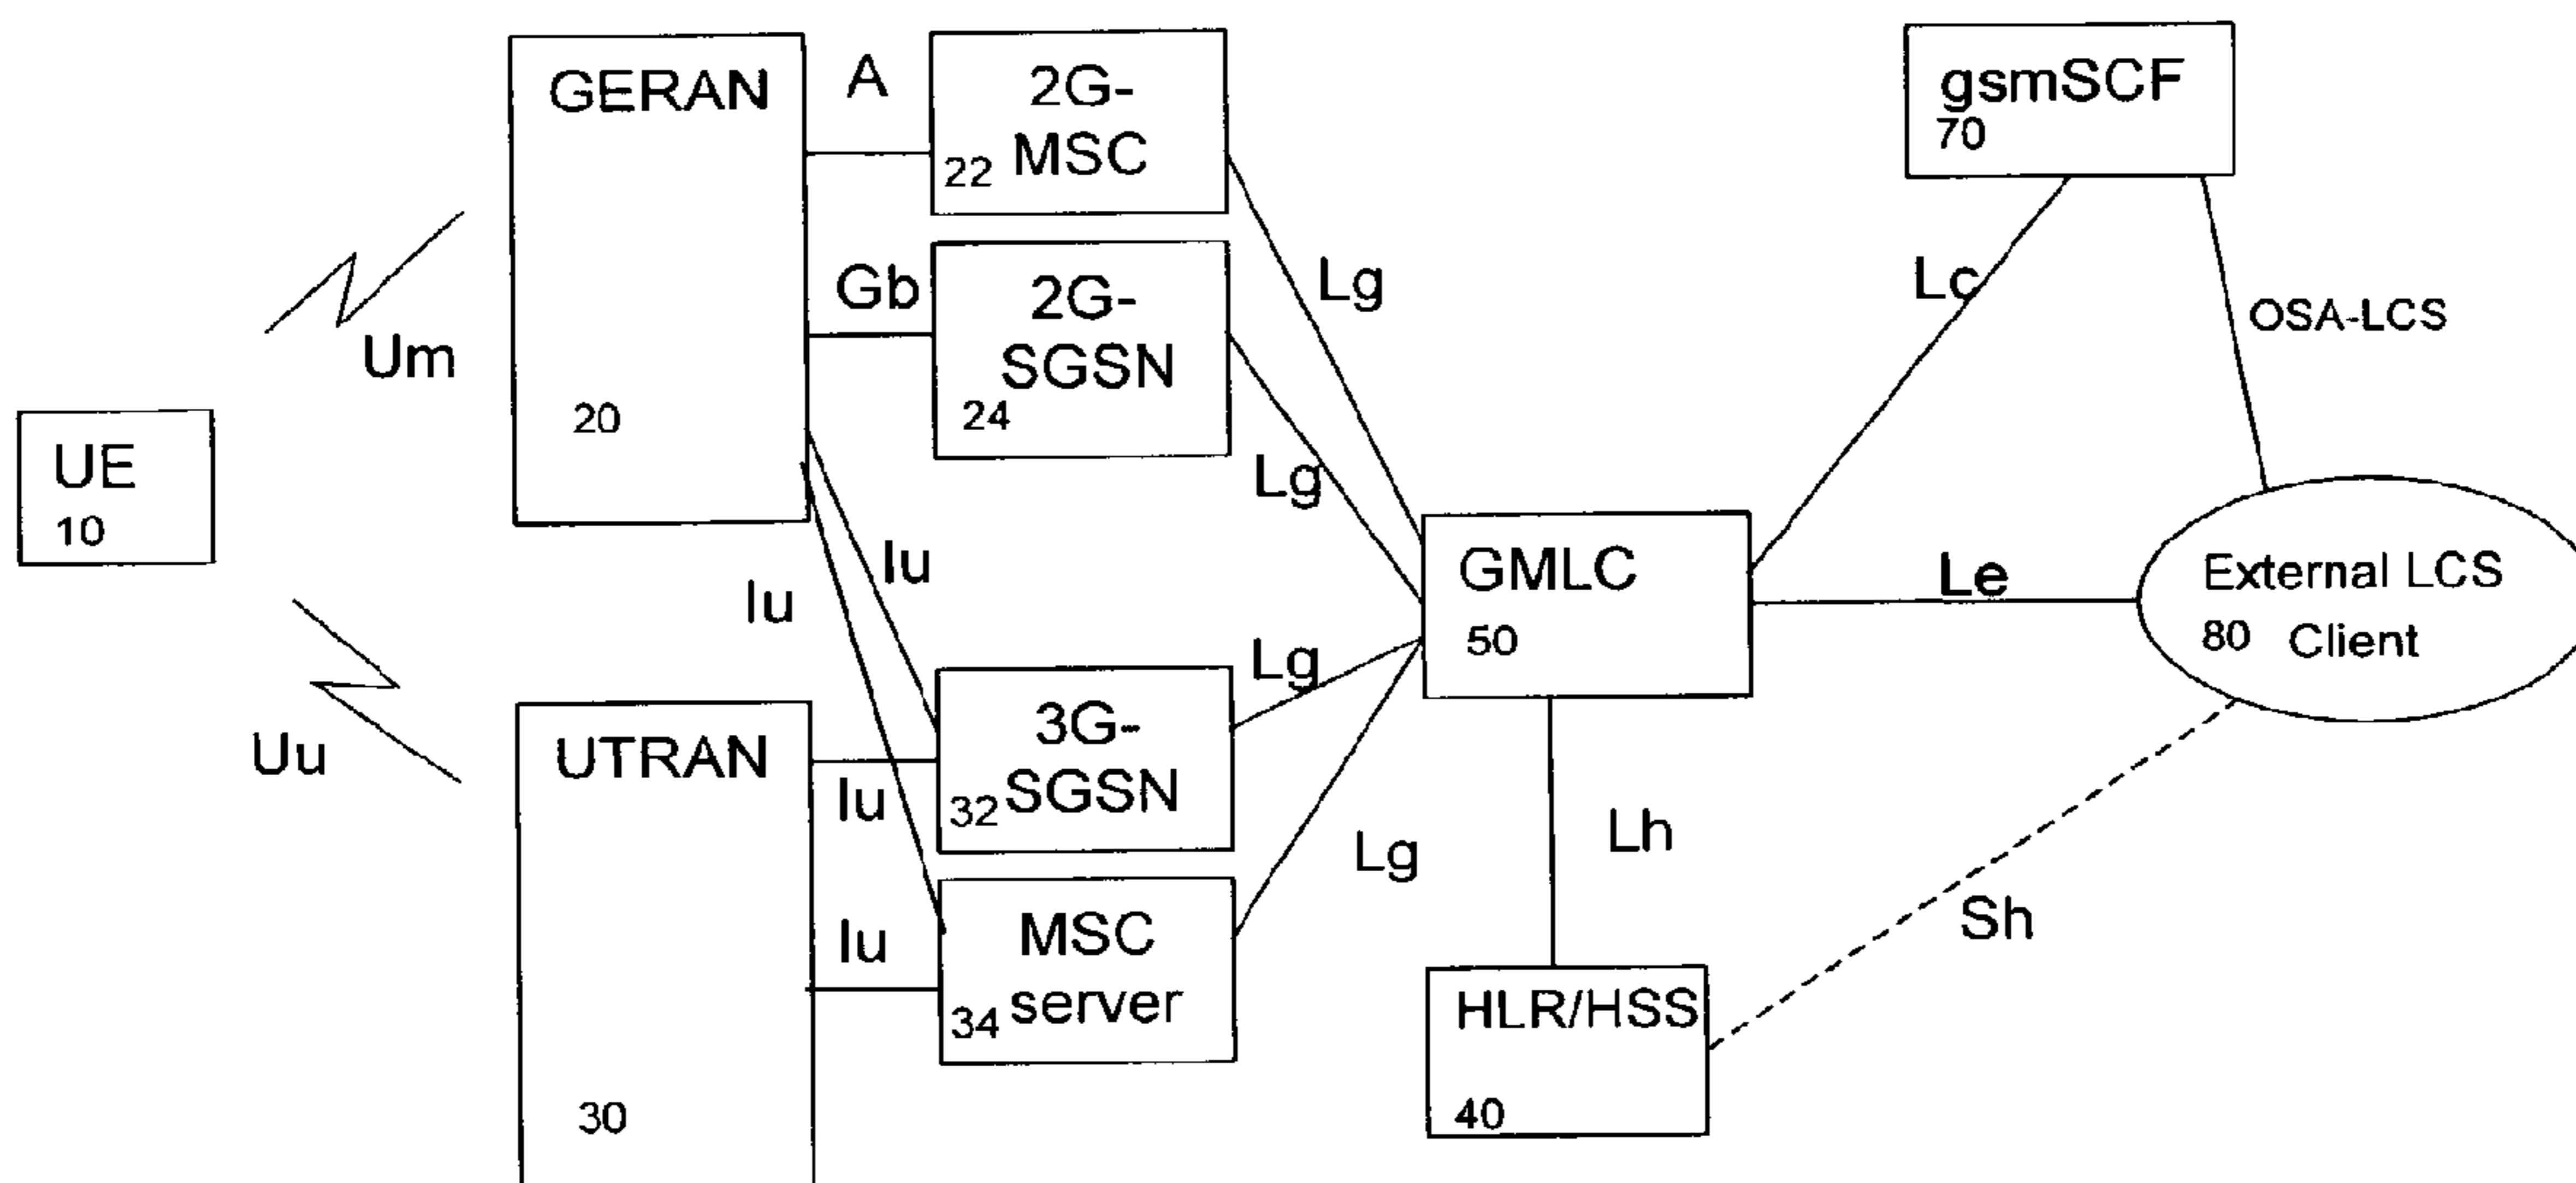 GERAN
20
A
2G-
MSC
22
Gb
2G-
SGSN
24
Um
UE
10
Uu
Iu
Iu
UTRAN
30
Iu
3G-
SGSN
32
Iu
MSC
server
34
Lg
Lg
Lg
Lg
GMLC
50
Lh
HLR/HSS
40
gsmSCF
70
Lc
OSA-LCS
Le
External LCS
Client
80
Sh